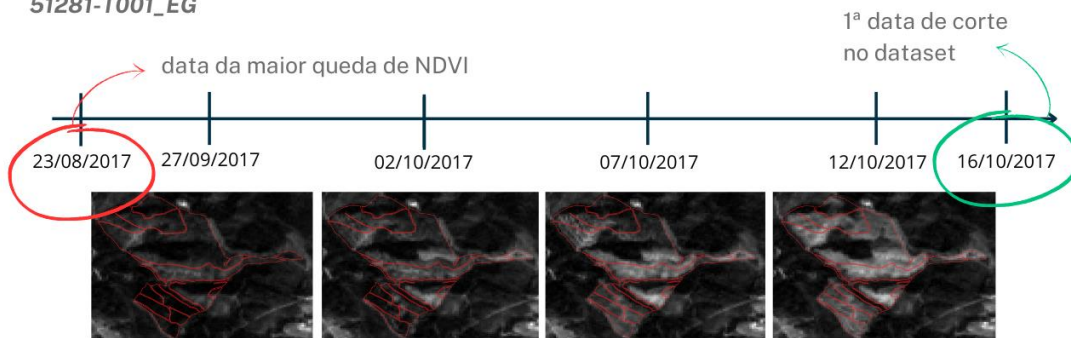 51281-T001_EG
1ª data de corte
no dataset
data da maior queda de NDVI
23/08/2017
27/09/2017
02/10/2017
07/10/2017
12/10/2017
16/10/2017